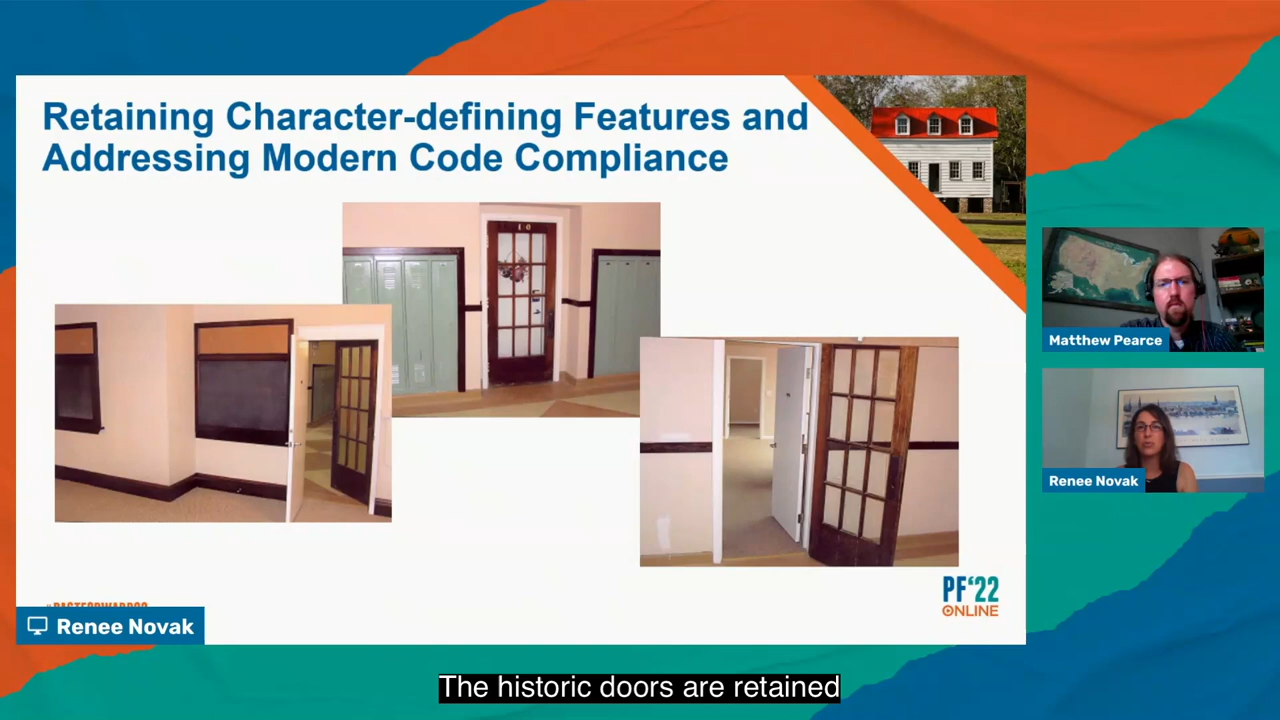 Retaining Character-defining Features and
Addressing Modern Code Compliance
10
Matthew Pearce
Renee Novak
PF'22
ONLINE
Renee Novak
The historic doors are retained